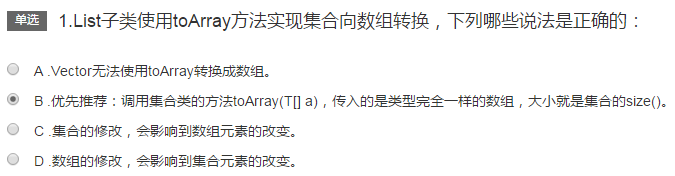 单选 1.List子类使用toArray方法实现集合向数组转换，下列哪些说法是正确的：
A .Vector无法使用toArray转换成数组。
B .优先推荐：调用集合类的方法toArray(T[] a)，传入的是类型完全一样的数组，大小就是集合的size()。
C .集合的修改，会影响到数组元素的改变。
D .数组的修改，会影响到集合元素的改变。